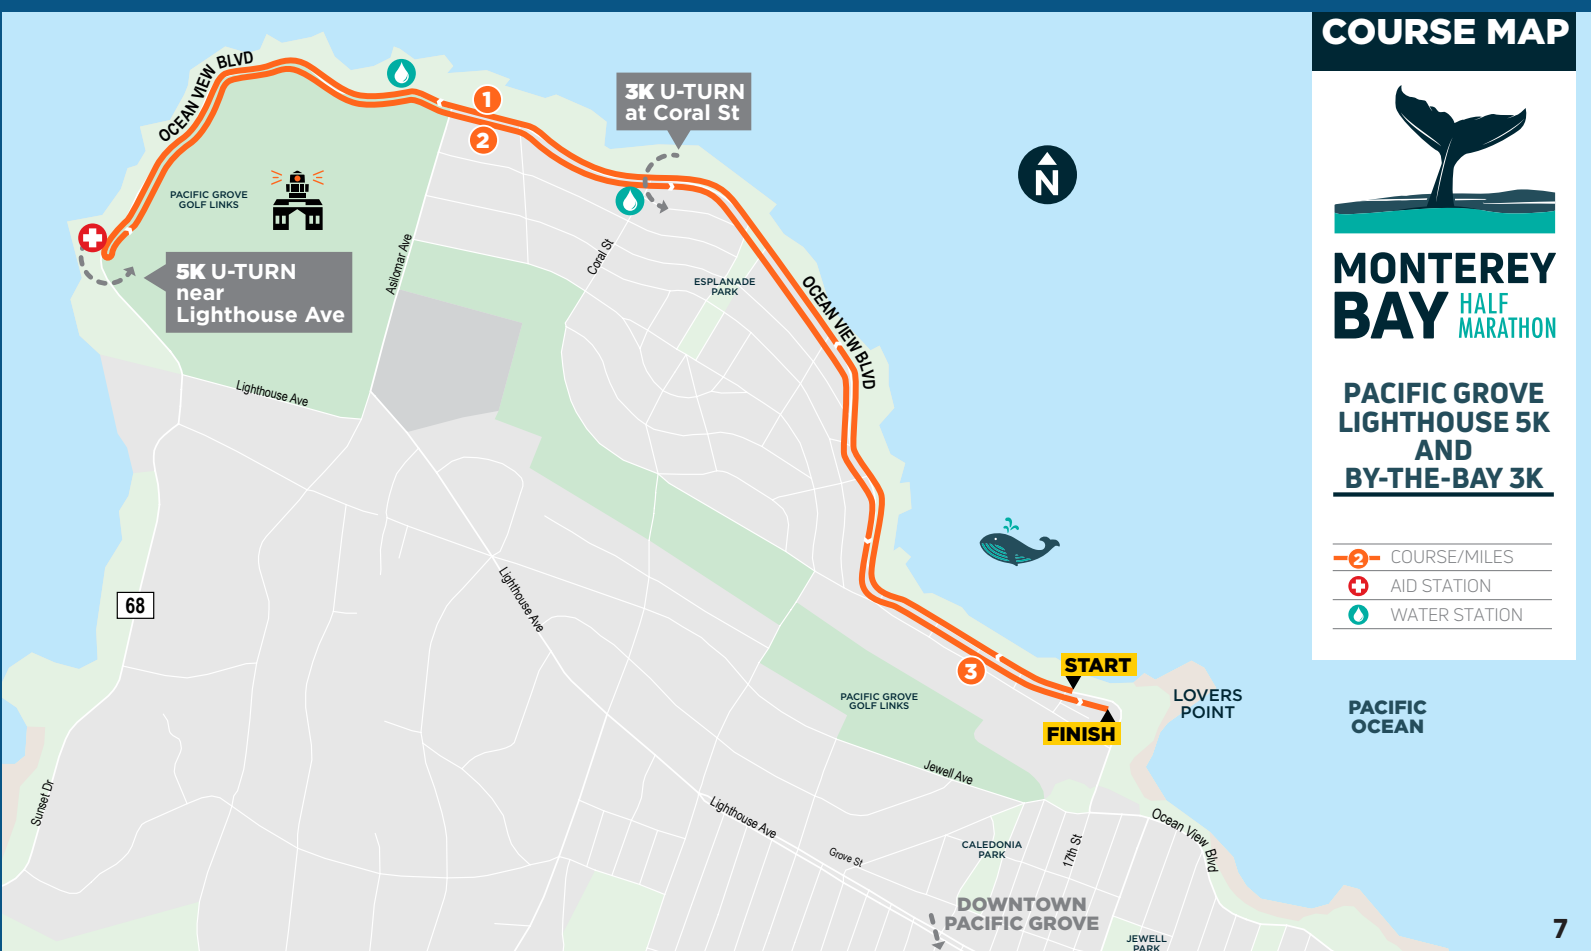 COURSE MAP
MONTEREY
BAY HALF
MARATHON
PACIFIC GROVE
LIGHTHOUSE 5K
AND
BY-THE-BAY 3K
2 COURSE/MILES
AID STATION
WATER STATION
OCEAN VIEW BLVD
1
2
3K U-TURN
at Coral St
N
PACIFIC GROVE
GOLF LINKS
5K U-TURN
near
Lighthouse Ave
Asilomar Ave
Coral St
ESPLANADE
PARK
OCEAN VIEW BLVD
Lighthouse Ave
68
Lighthouse Ave
3
START
FINISH
LOVERS
POINT
PACIFIC
OCEAN
PACIFIC GROVE
GOLF LINKS
Jewell Ave
Sunset Dr
Lighthouse Ave
Grove St
CALEDONIA
PARK
17th St
Ocean View Blvd
DOWNTOWN
PACIFIC GROVE
JEWELL
PARK
7